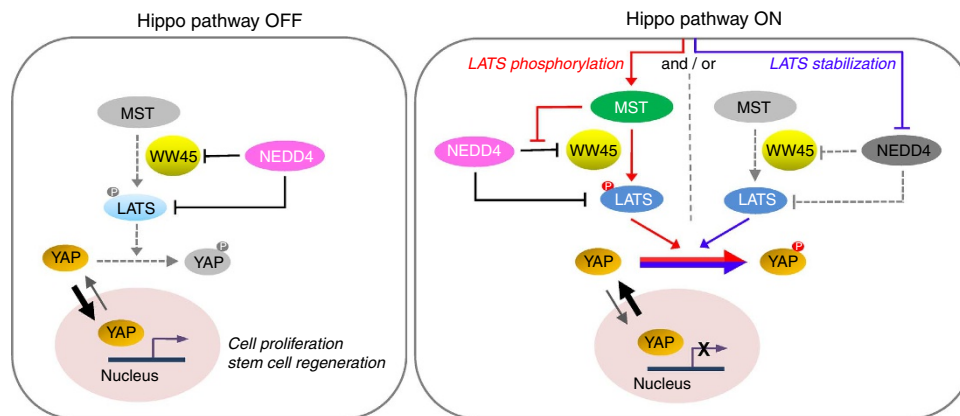 Hippo pathway OFF
MST
WW45
NEDD4
P
LATS
YAP
P
YAP
YAP
Nucleus
Cell proliferation
stem cell regeneration
Hippo pathway ON
LATS phosphorylation
and / or
LATS stabilization
MST
MST
NEDD4
WW45
WW45
NEDD4
P
LATS
LATS
YAP
P
YAP
YAP
X
Nucleus